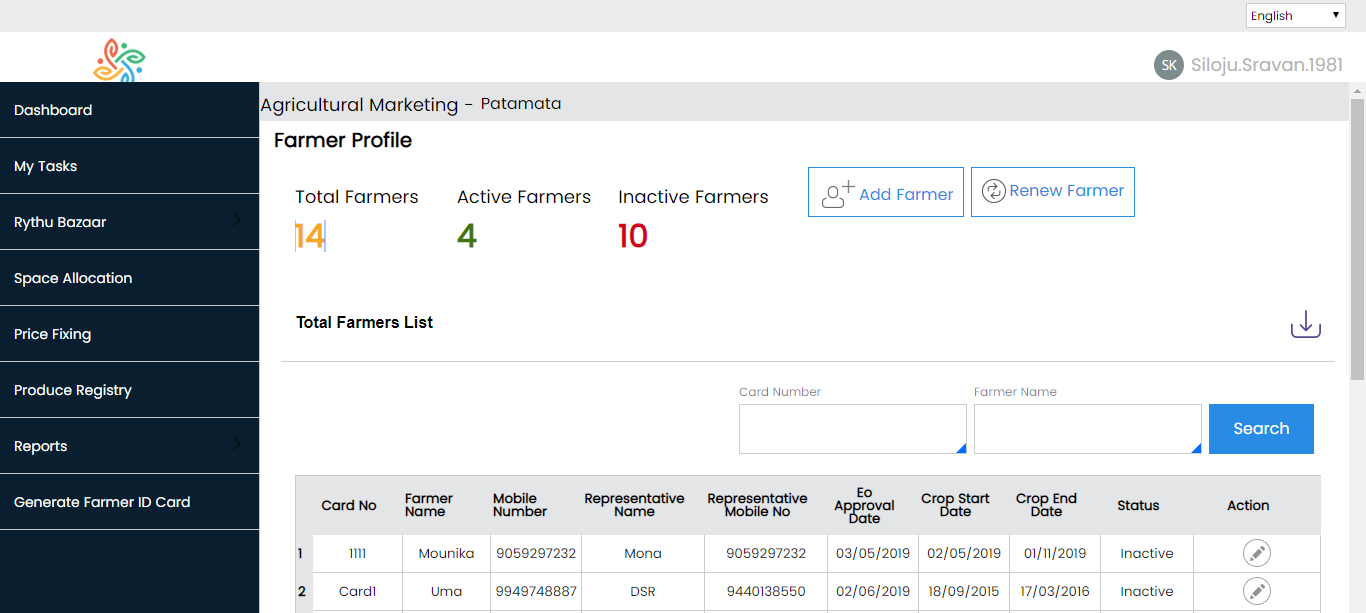 English
SK Siloju.Sravan.1981
Dashboard
My Tasks
Rythu Bazaar
Space Allocation
Price Fixing
Produce Registry
Reports
Generate Farmer ID Card
Agricultural Marketing - Patamata
Farmer Profile
Total Farmers Active Farmers Inactive Farmers
14 4 10
Add Farmer Renew Farmer
Total Farmers List
Card Number Farmer Name
Search
Card No Farmer Name Mobile Number Representative Name Representative Mobile No Eo Approval Date Crop Start Date Crop End Date Status Action
1 1111 Mounika 9059297232 Mona 9059297232 03/05/2019 02/05/2019 01/11/2019 Inactive
2 Card1 Uma 9949748887 DSR 9440138550 02/06/2019 18/09/2015 17/03/2016 Inactive